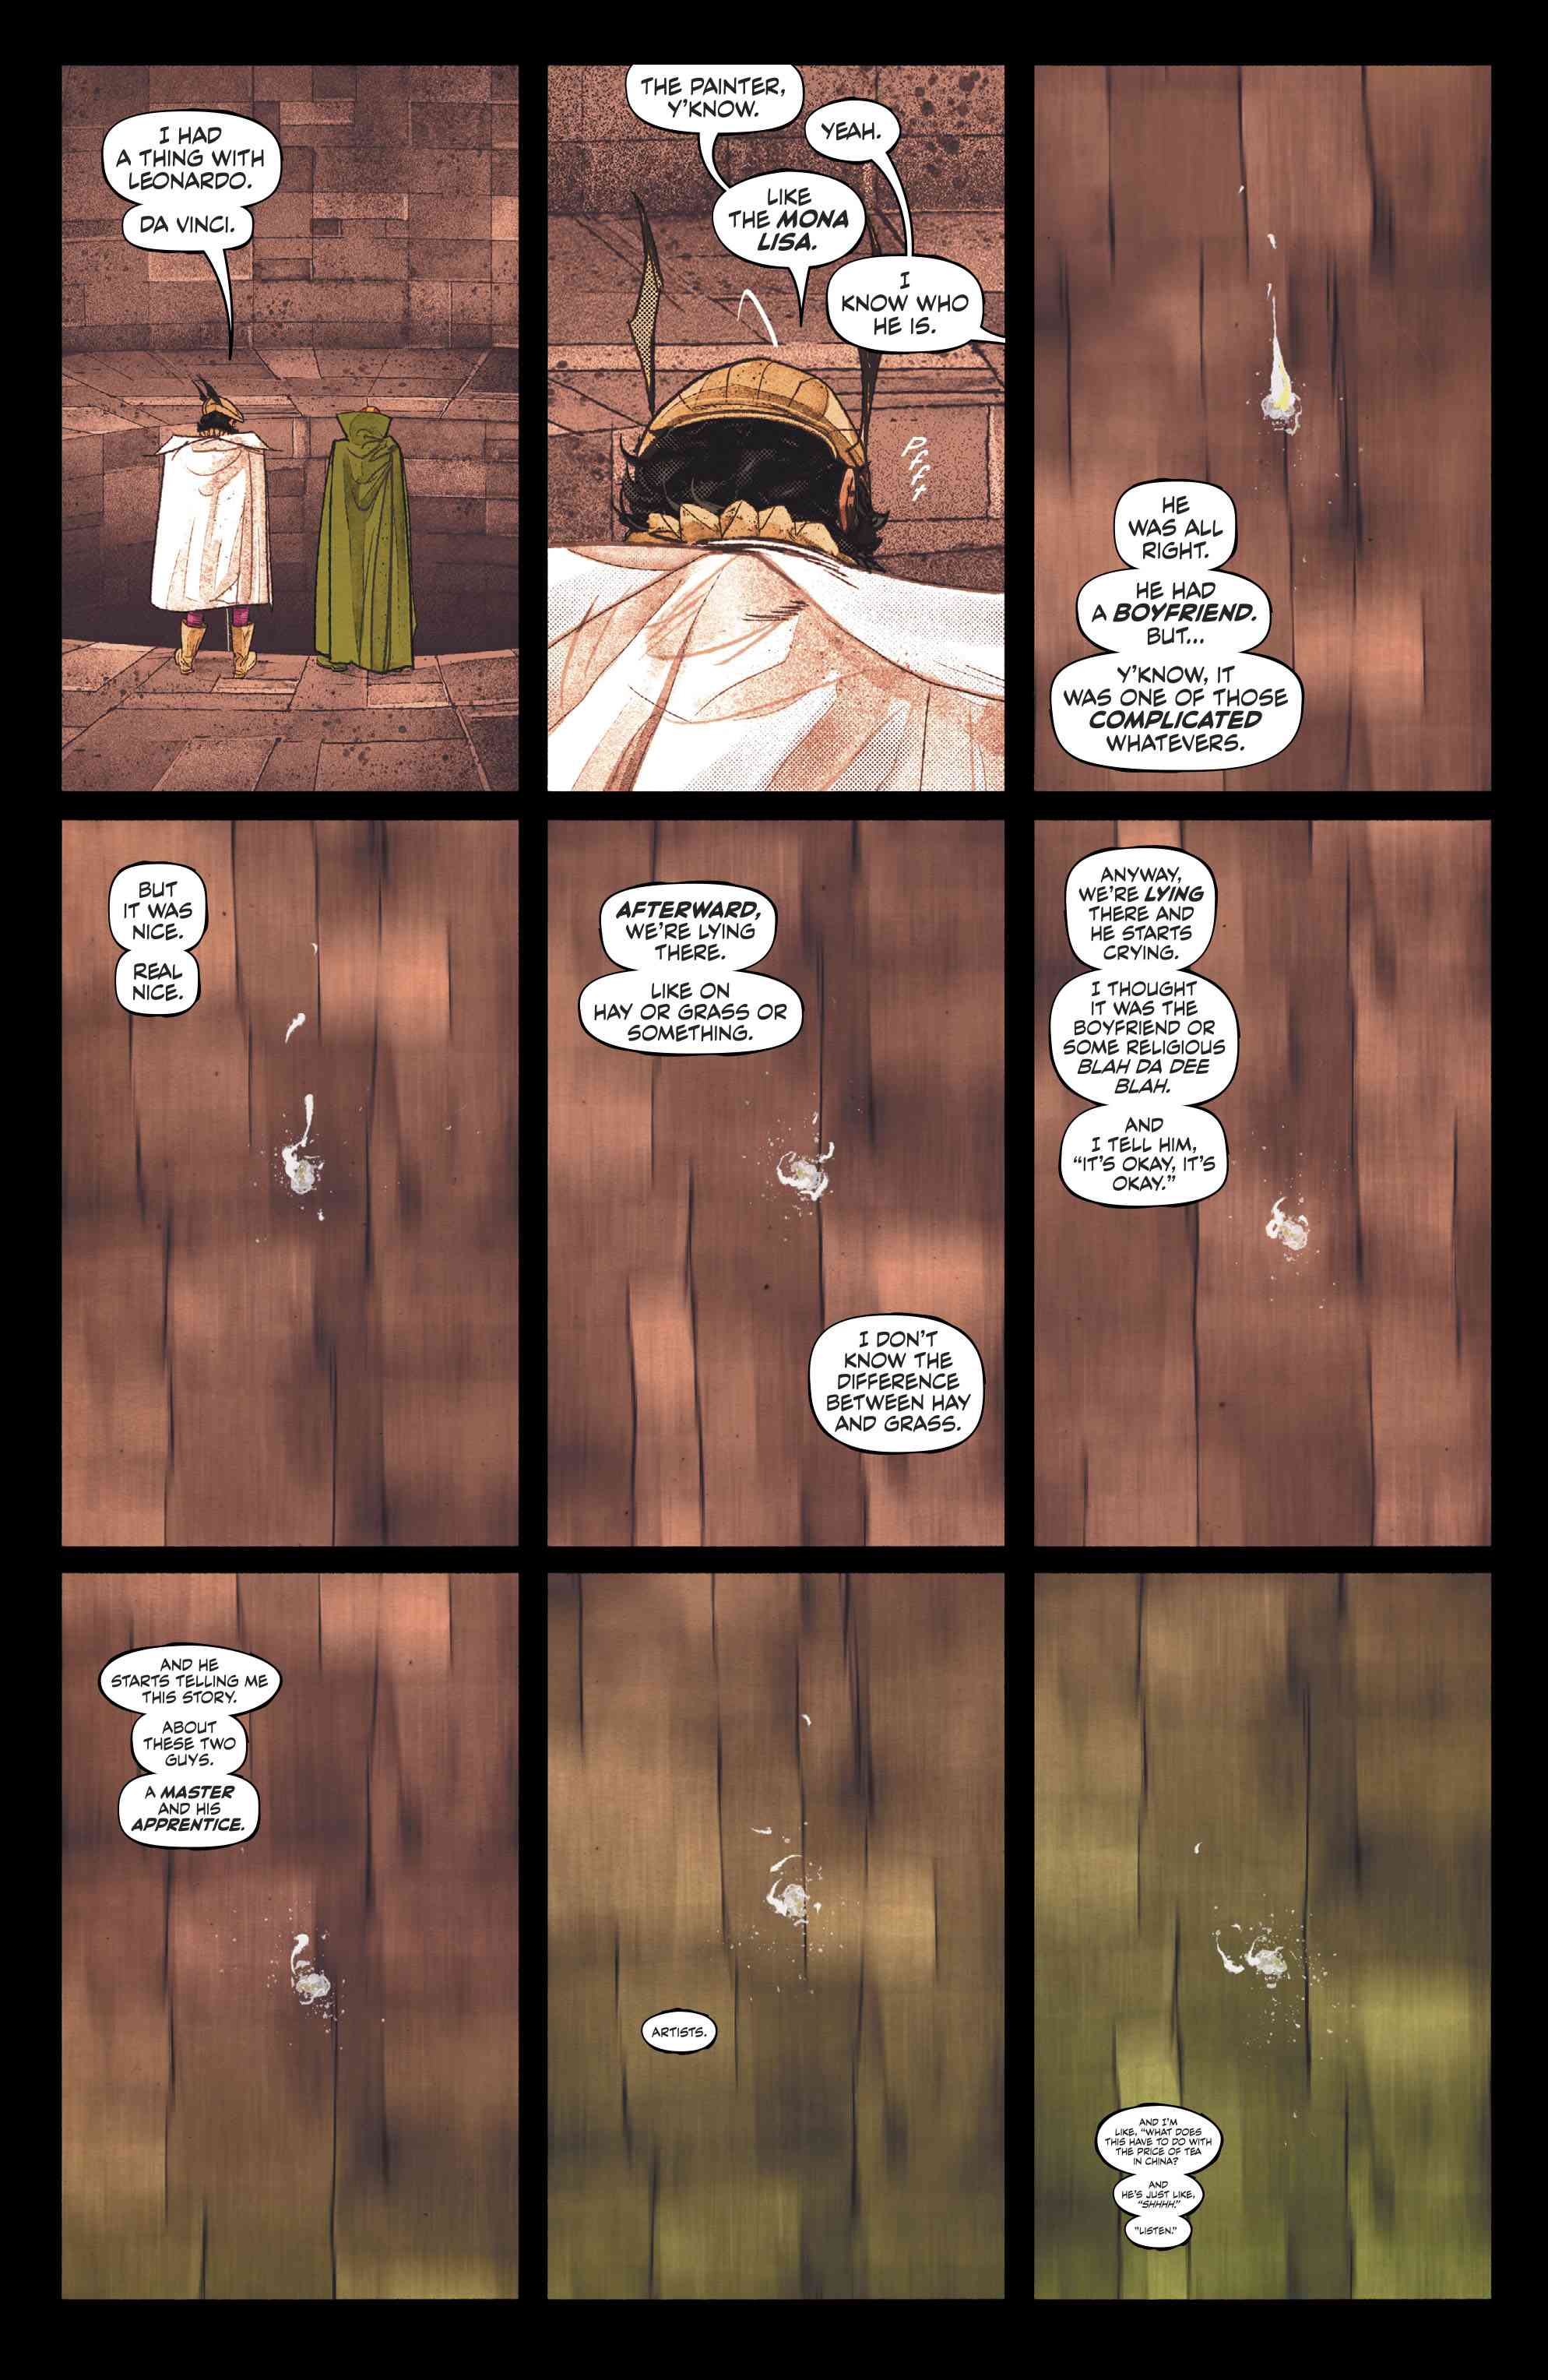 I HAD
A THING WITH
LEONARDO.
DA VINCI.
THE PAINTER,
Y'KNOW.
YEAH.
LIKE
THE MONA
LISA.
I
KNOW WHO
HE IS.
Pffft
HE
WAS ALL
RIGHT.
HE HAD
A BOYFRIEND.
BUT...
Y'KNOW, IT
WAS ONE OF THOSE
COMPLICATED
WHATEVERS.
BUT
IT WAS
NICE.
REAL
NICE.
AFTERWARD,
WE'RE LYING
THERE.
LIKE ON
HAY OR GRASS OR
SOMETHING.
I DON'T
KNOW THE
DIFFERENCE
BETWEEN HAY
AND GRASS.
ANYWAY,
WE'RE LYING
THERE AND
HE STARTS
CRYING.
I THOUGHT
IT WAS THE
BOYFRIEND OR
SOME RELIGIOUS
BLAH DA DEE
BLAH.
AND
I TELL HIM,
"IT'S OKAY, IT'S
OKAY."
AND HE
STARTS TELLING ME
THIS STORY.
ABOUT
THESE TWO
GUYS.
A MASTER
AND HIS
APPRENTICE.
ARTISTS.
AND I'M
LIKE, "WHAT DOES
THIS HAVE TO DO WITH
THE PRICE OF TEA
IN CHINA?
AND
HE'S JUST LIKE,
"SHHHH."
"LISTEN."